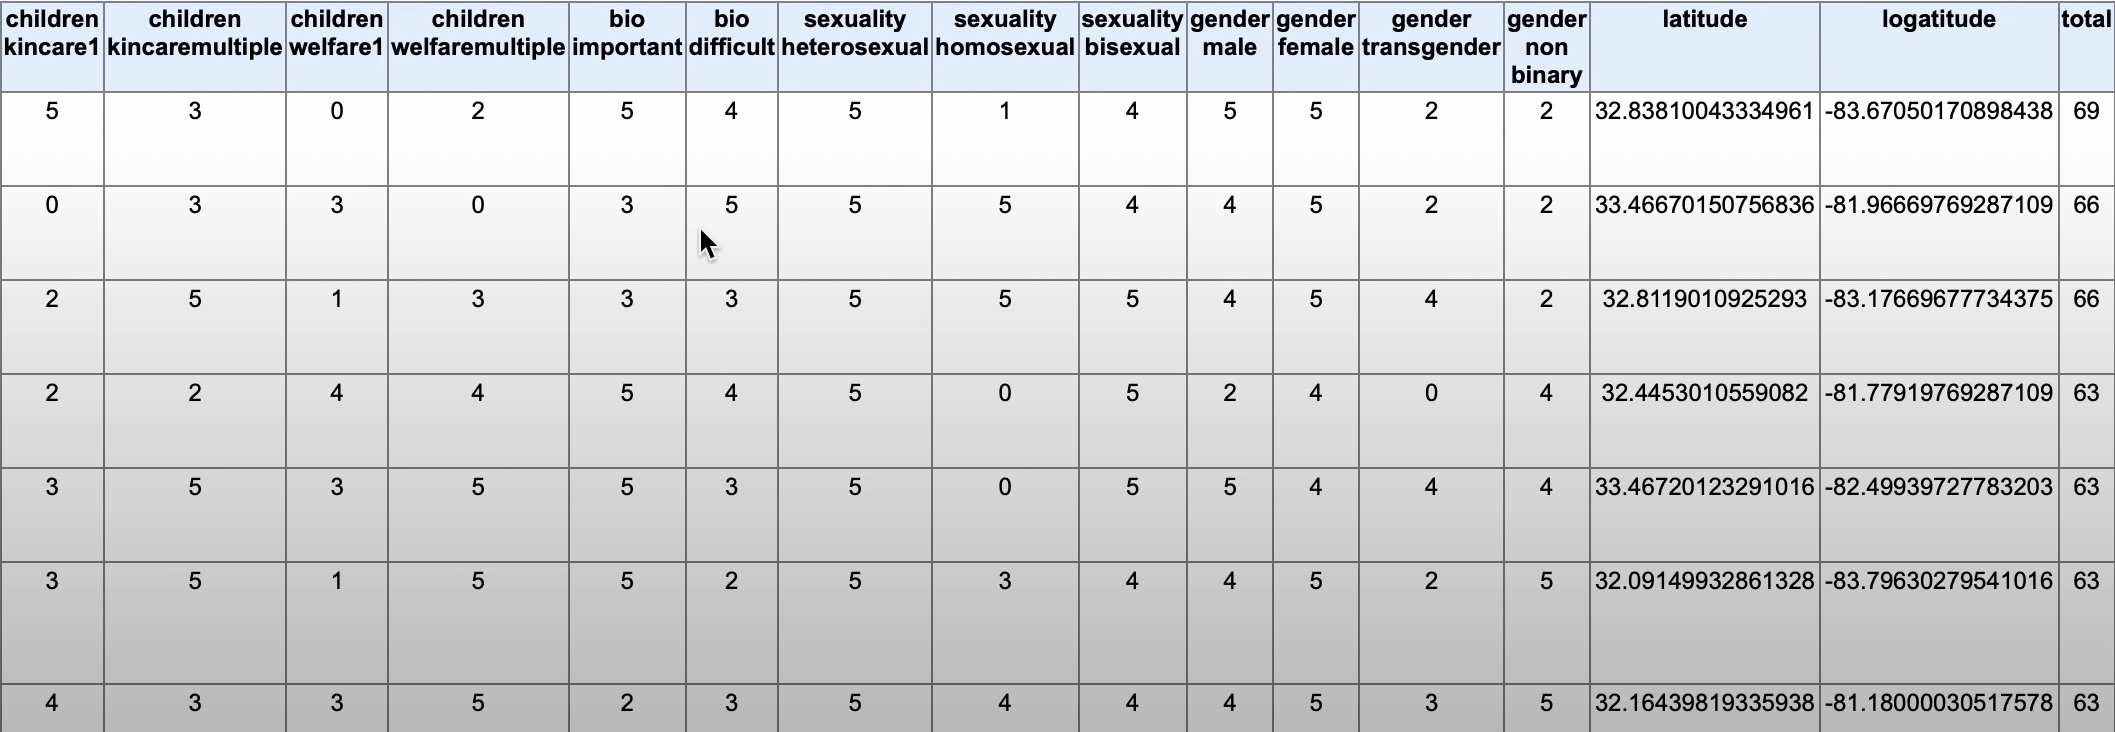 children kincare1 | children kincaremultiple | children welfare1 | children welfaremultiple | bio important | bio difficult | sexuality heterosexual | sexuality homosexual | sexuality bisexual | gender male | gender female | gender transgender | gender non binary | latitude | logatitude | total
5 | 3 | 0 | 2 | 5 | 4 | 5 | 1 | 4 | 5 | 5 | 2 | 2 | 32.83810043334961 | -83.67050170898438 | 69
0 | 3 | 3 | 0 | 3 | 5 | 5 | 5 | 4 | 4 | 5 | 2 | 2 | 33.46670150756836 | -81.96669769287109 | 66
2 | 5 | 1 | 3 | 3 | 3 | 5 | 5 | 5 | 4 | 5 | 4 | 2 | 32.8119010925293 | -83.17669677734375 | 66
2 | 2 | 4 | 4 | 5 | 4 | 5 | 0 | 5 | 2 | 4 | 0 | 4 | 32.4453010559082 | -81.77919769287109 | 63
3 | 5 | 3 | 5 | 5 | 3 | 5 | 0 | 5 | 5 | 4 | 4 | 4 | 33.46720123291016 | -82.49939727783203 | 63
3 | 5 | 1 | 5 | 5 | 2 | 5 | 3 | 4 | 4 | 5 | 2 | 5 | 32.09149932861328 | -83.79630279541016 | 63
4 | 3 | 3 | 5 | 2 | 3 | 5 | 4 | 4 | 4 | 5 | 3 | 5 | 32.16439819335938 | -81.18000030517578 | 63